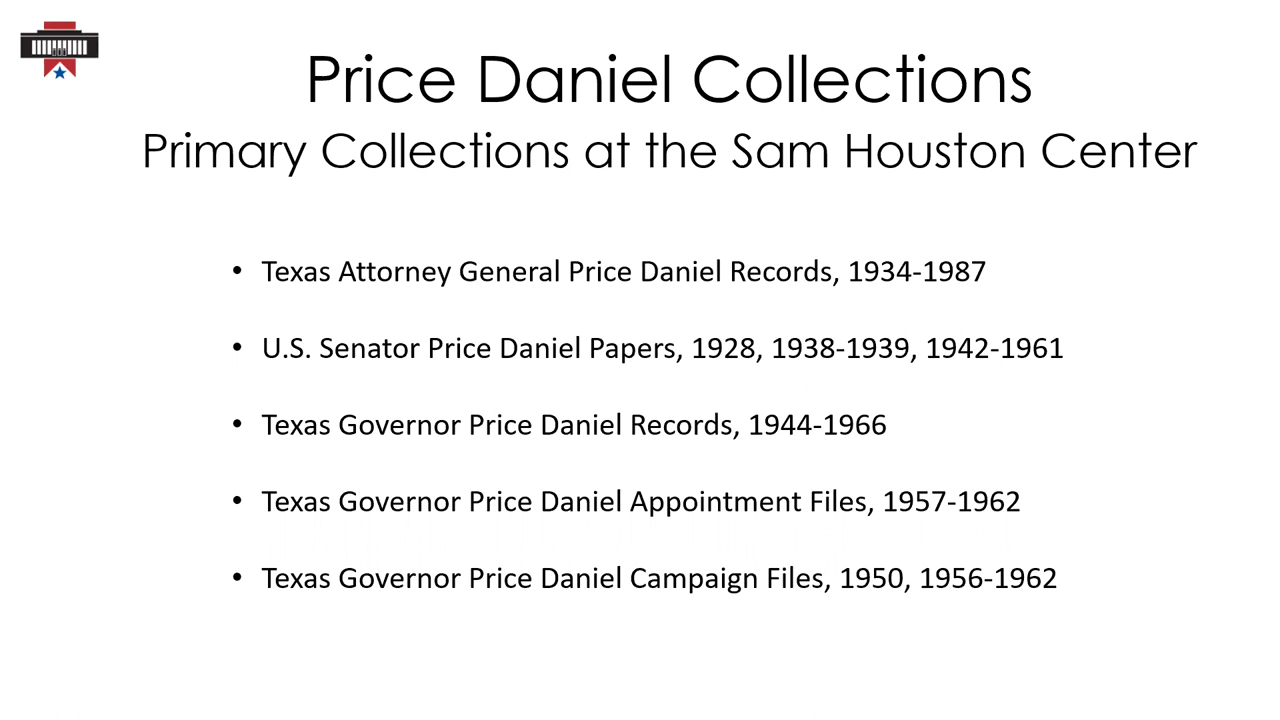 Price Daniel Collections
Primary Collections at the Sam Houston Center
• Texas Attorney General Price Daniel Records, 1934-1987
• U.S. Senator Price Daniel Papers, 1928, 1938-1939, 1942-1961
• Texas Governor Price Daniel Records, 1944-1966
• Texas Governor Price Daniel Appointment Files, 1957-1962
• Texas Governor Price Daniel Campaign Files, 1950, 1956-1962